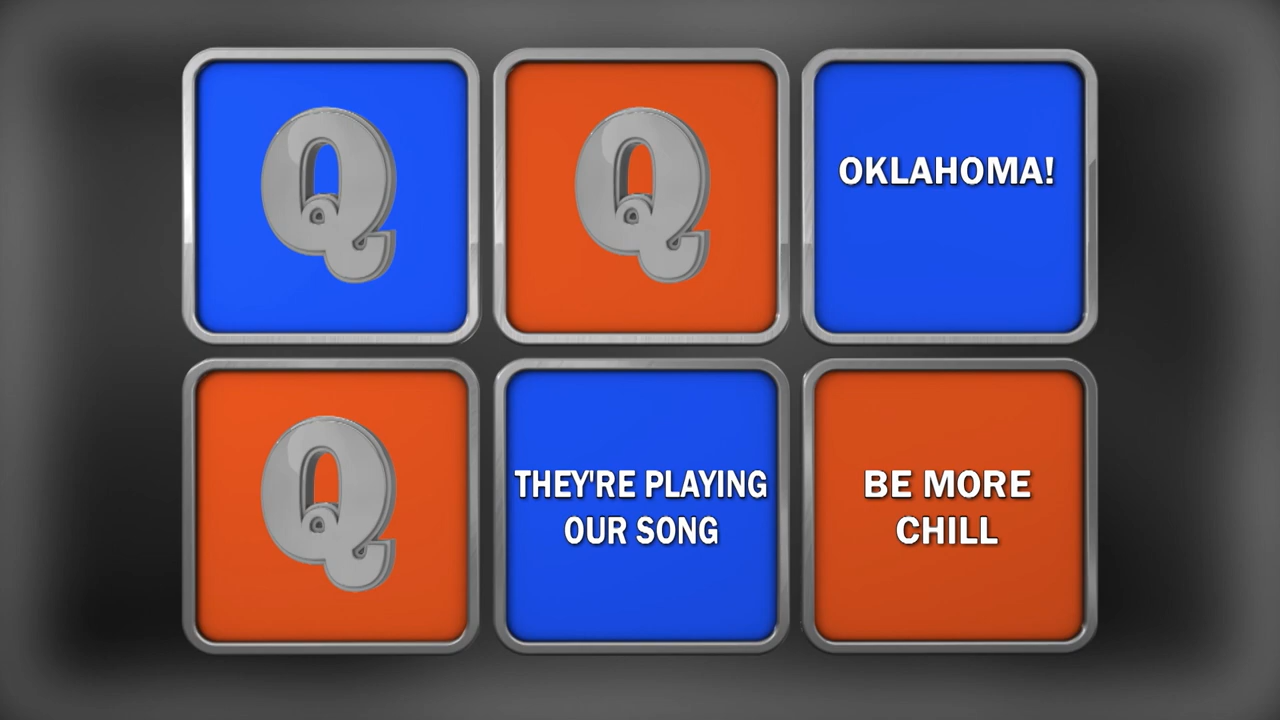 Q
Q
OKLAHOMA!
Q
THEY'RE PLAYING
OUR SONG
BE MORE
CHILL